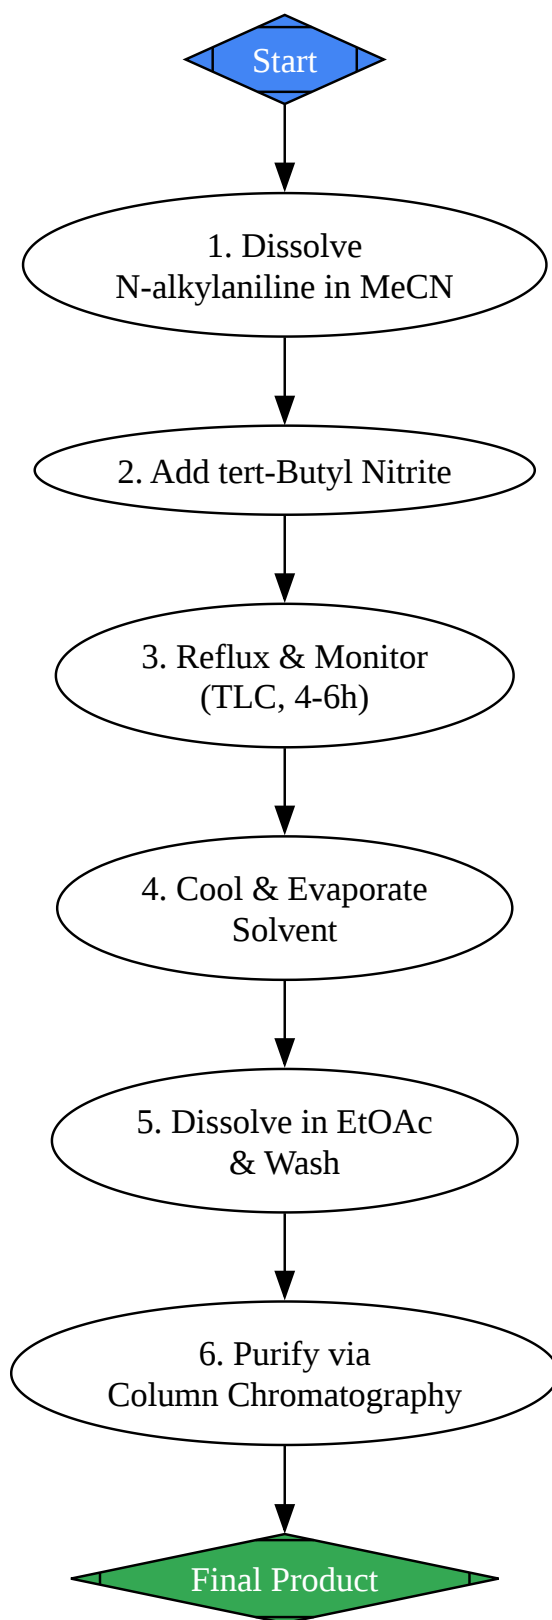 Start
1. Dissolve
N-alkylaniline in MeCN
2. Add tert-Butyl Nitrite
3. Reflux & Monitor
(TLC, 4-6h)
4. Cool & Evaporate
Solvent
5. Dissolve in EtOAc
& Wash
6. Purify via
Column Chromatography
Final Product